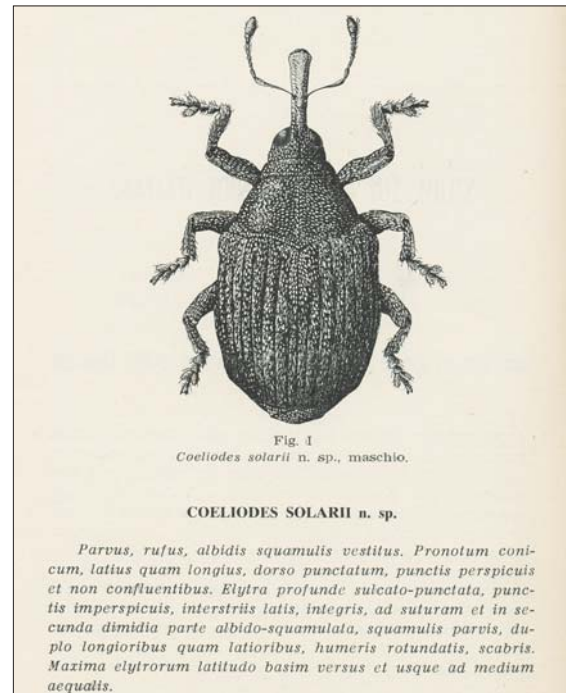 Fig. 1
Coeliodes solarii n. sp., maschio.
COELIODES SOLARII n. sp.
Parvus, rufus, albidis squamulis vestitus. Pronotum coni-
cum, latius quam longius, dorso punctatum, punctis perspicuis
et non confluentibus. Elytra profunde sulcato-punctata, punc-
tis imperspicuis, interstriis latis, integris, ad suturam et in se-
cunda dimidia parte albido-squamulata, squamulis parvis, du-
plo longioribus quam latioribus, humeris rotundatis, scabris.
Maxima elytrorum latitudo basim versus et usque ad medium
aequalis.